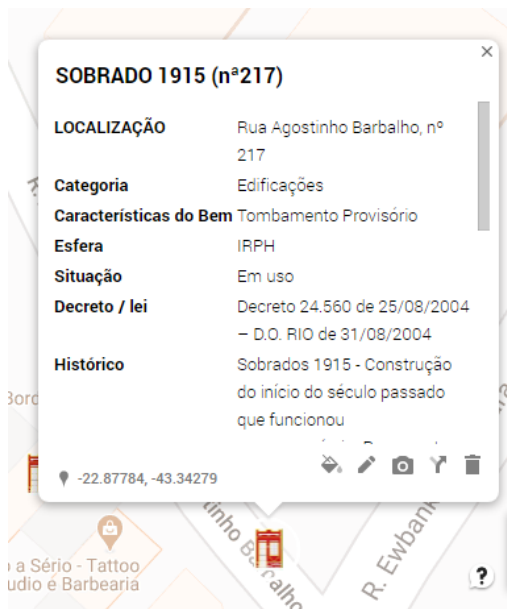 SOBRADO 1915 (nª217)
×
LOCALIZAÇÃO Rua Agostinho Barbalho, nº
217
Categoria Edificações
Características do Bem Tombamento Provisório
Esfera IRPH
Situação Em uso
Decreto / lei Decreto 24.560 de 25/08/2004
– D.O. RIO de 31/08/2004
Histórico Sobrados 1915 - Construção
do início do século passado
que funcionou
-22.87784, -43.34279
a Sério - Tattoo
udio e Barbearia
R. Ewbank
?